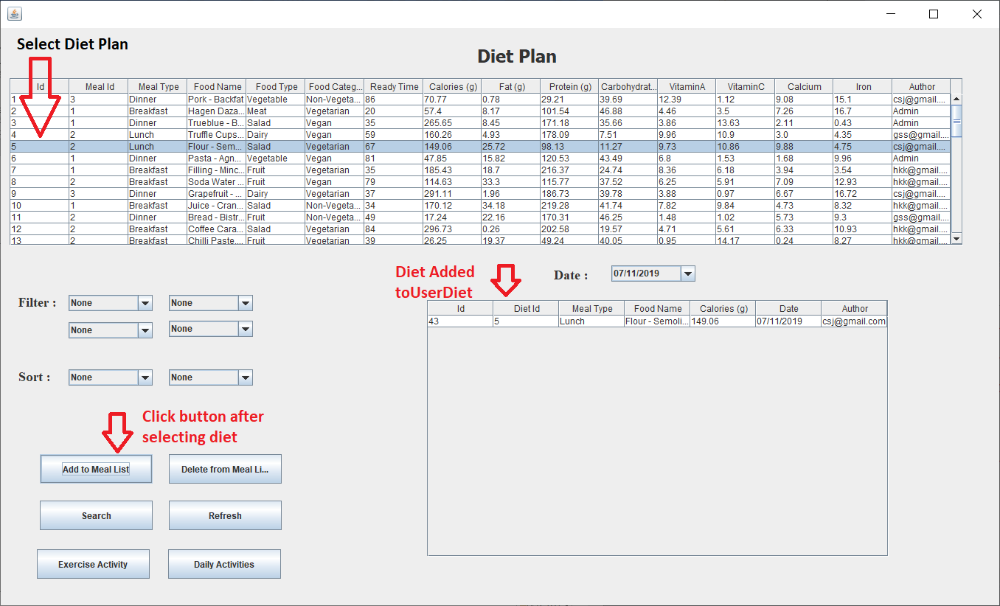 Select Diet Plan
Diet Plan
Id Meal Id Meal Type Food Name Food Type Food Categ... Ready Time Calories (g) Fat (g) Protein (g) Carbohydrat... VitaminA VitaminC Calcium Iron Author
1 3 Dinner Pork - Backfat Vegetable Non-Vegeta... 86 70.77 0.78 29.21 39.69 12.39 1.12 9.08 15.1 csj@gmail....
2 1 Breakfast Hagen Daza... Meat Vegetarian 20 57.4 8.17 101.54 46.88 4.46 3.5 7.26 16.7 Admin
3 1 Dinner Trueblue - B... Salad Vegan 35 265.65 8.45 171.18 35.66 3.86 13.63 2.11 0.43 Admin
4 2 Lunch Truffle Cups... Dairy Vegan 59 160.26 4.93 178.09 7.51 9.96 10.9 3.0 4.35 gss@gmail....
5 2 Lunch Flour - Sem... Salad Vegetarian 67 149.06 25.72 98.13 11.27 9.73 10.86 9.88 4.75 csj@gmail....
6 1 Dinner Pasta - Agn... Vegetable Vegan 81 47.85 15.82 120.53 43.49 6.8 1.53 1.68 9.96 Admin
7 1 Breakfast Filling - Minc... Fruit Vegetarian 35 185.43 18.7 216.37 24.74 8.36 6.18 3.94 3.54 hkk@gmail....
8 2 Breakfast Soda Water ... Fruit Vegan 79 114.63 33.3 115.77 37.52 6.25 5.91 7.09 12.93 hkk@gmail....
9 3 Dinner Grapefruit - ... Dairy Vegetarian 37 291.11 1.96 186.73 39.78 3.88 0.97 6.67 16.72 csj@gmail....
10 1 Breakfast Juice - Cran... Salad Non-Vegeta... 34 170.12 34.18 219.28 41.74 7.82 9.84 4.73 8.32 hkk@gmail....
11 2 Dinner Bread - Bistr... Fruit Non-Vegeta... 49 17.24 22.16 170.31 46.25 1.48 1.02 5.73 9.3 gss@gmail....
12 2 Breakfast Coffee Cara... Salad Vegetarian 84 296.73 0.26 202.58 19.57 4.71 5.61 6.33 10.93 hkk@gmail....
13 2 Breakfast Chilli Paste,... Fruit Vegetarian 39 26.25 19.37 49.24 40.05 0.95 14.17 0.24 8.27 hkk@gmail....
Diet Added
toUserDiet
Date : 07/11/2019
Filter : None None
None None
Sort : None None
Id Diet Id Meal Type Food Name Calories (g) Date Author
43 5 Lunch Flour - Semoli... 149.06 07/11/2019 csj@gmail.com
Click button after
selecting diet
Add to Meal List Delete from Meal Li...
Search Refresh
Exercise Activity Daily Activities